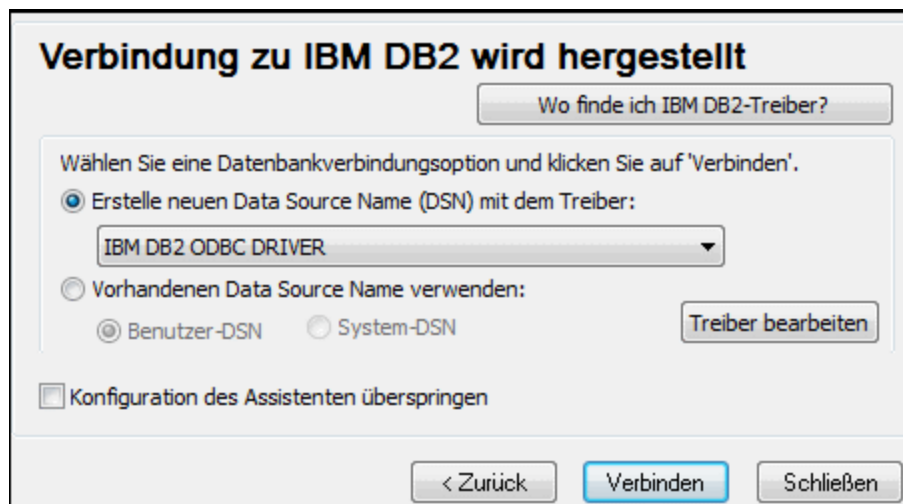 Verbindung zu IBM DB2 wird hergestellt
Wo finde ich IBM DB2-Treiber?
Wählen Sie eine Datenbankverbindungsoption und klicken Sie auf 'Verbinden'.
Erstelle neuen Data Source Name (DSN) mit dem Treiber:
IBM DB2 ODBC DRIVER
Vorhandenen Data Source Name verwenden:
Benutzer-DSN System-DSN Treiber bearbeiten
Konfiguration des Assistenten überspringen
< Zurück Verbinden Schließen